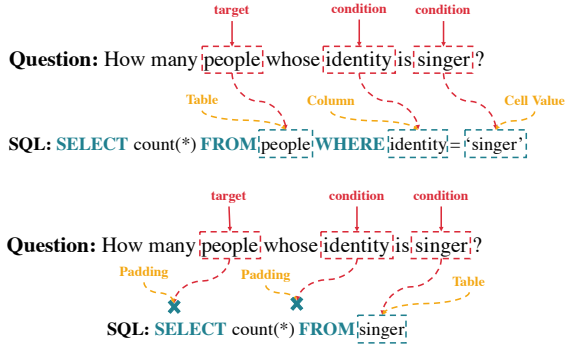 target condition condition
Question: How many people whose identity is singer ?
Table Column Cell Value
SQL: SELECT count(*) FROM people WHERE identity = ‘singer’
target condition condition
Question: How many people whose identity is singer ?
Padding Padding Table
SQL: SELECT count(*) FROM singer